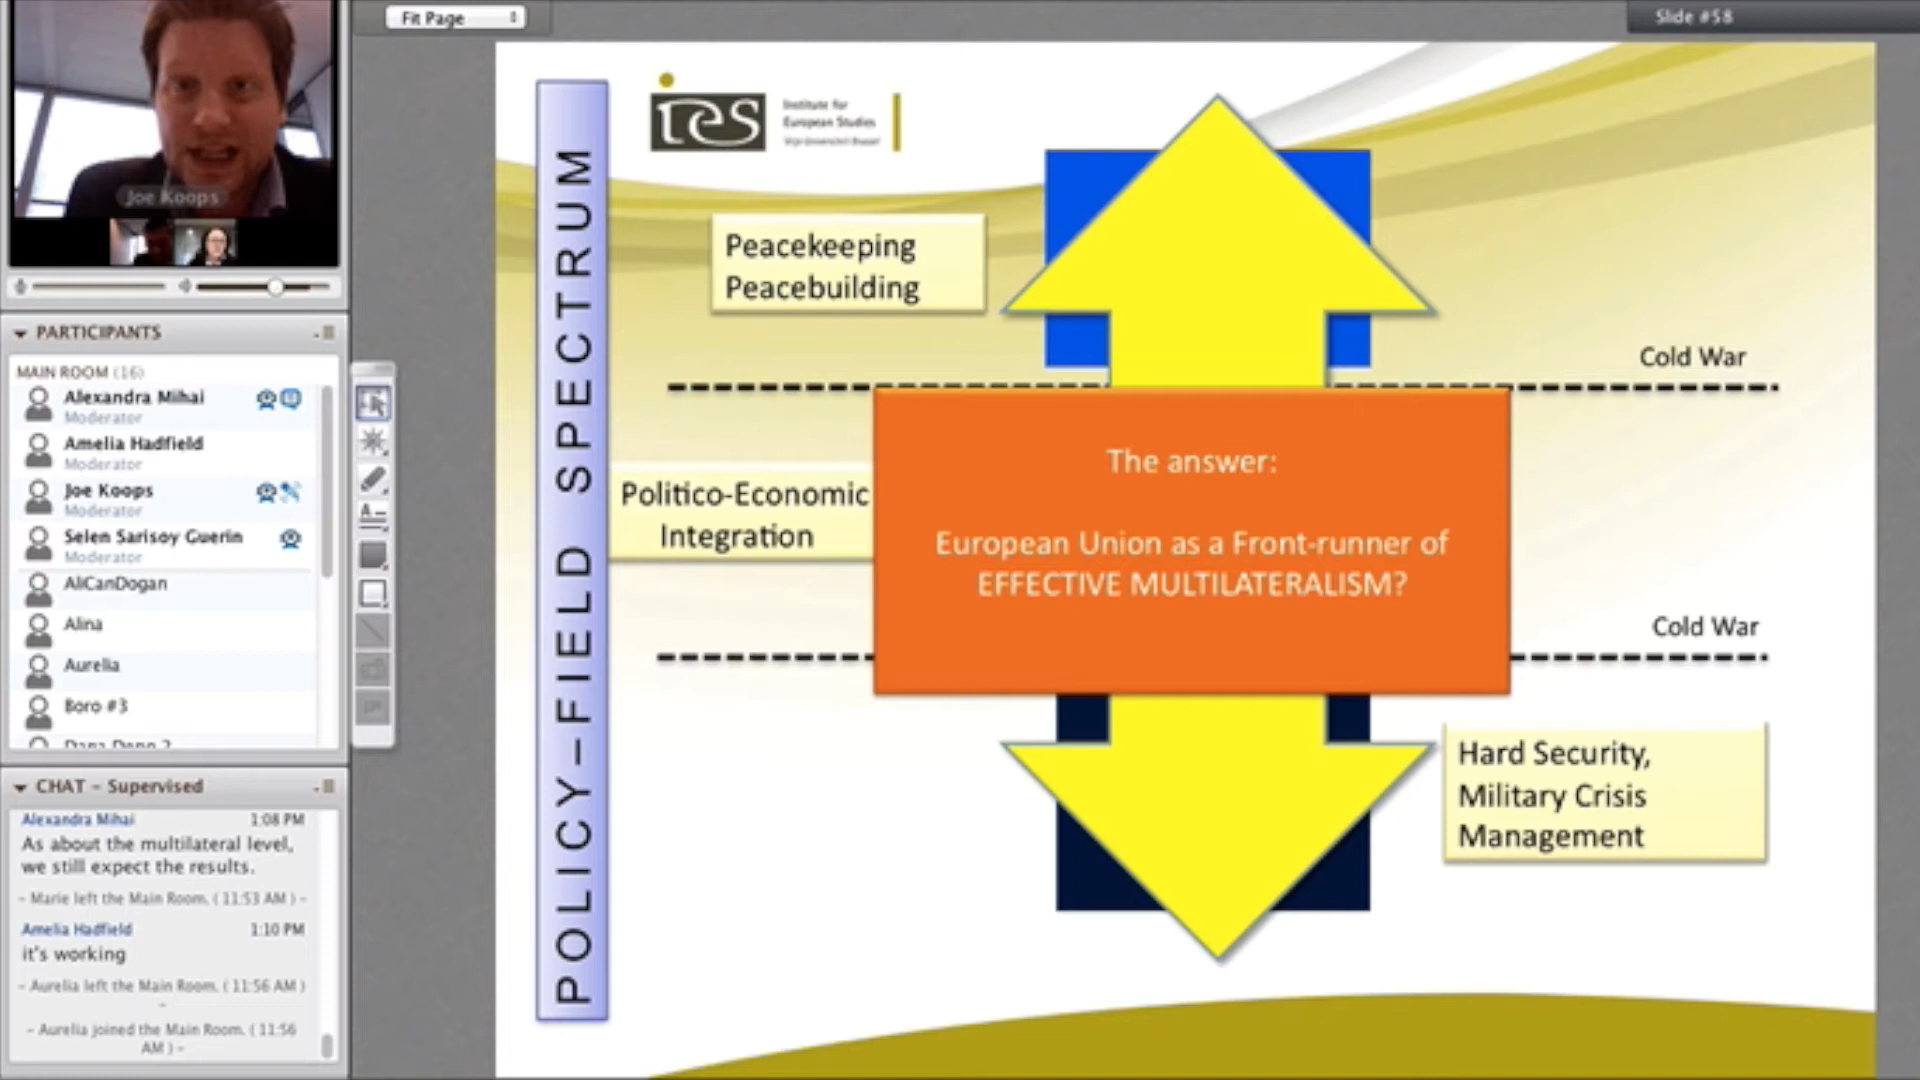 Fit Page
Slide #58
Joe Koops
PARTICIPANTS
MAIN ROOM (16)
Alexandra Mihai
Moderator
Amelia Hadfield
Moderator
Joe Koops
Moderator
Selen Sarisoy Guerin
Moderator
AliCanDogan
Alina
Aurelia
Boro #3
CHAT - Supervised
Alexandra Mihai 1:08 PM
As about the multilateral level,
we still expect the results.
- Marie left the Main Room. ( 11:53 AM ) -
Amelia Hadfield 1:10 PM
it's working
- Aurelia left the Main Room. ( 11:56 AM )
-
- Aurelia joined the Main Room. ( 11:56
AM ) -
POLICY-FIELD SPECTRUM
ies
Institute for
European Studies
Peacekeeping
Peacebuilding
Cold War
Politico-Economic
Integration
The answer:
European Union as a Front-runner of
EFFECTIVE MULTILATERALISM?
Cold War
Hard Security,
Military Crisis
Management